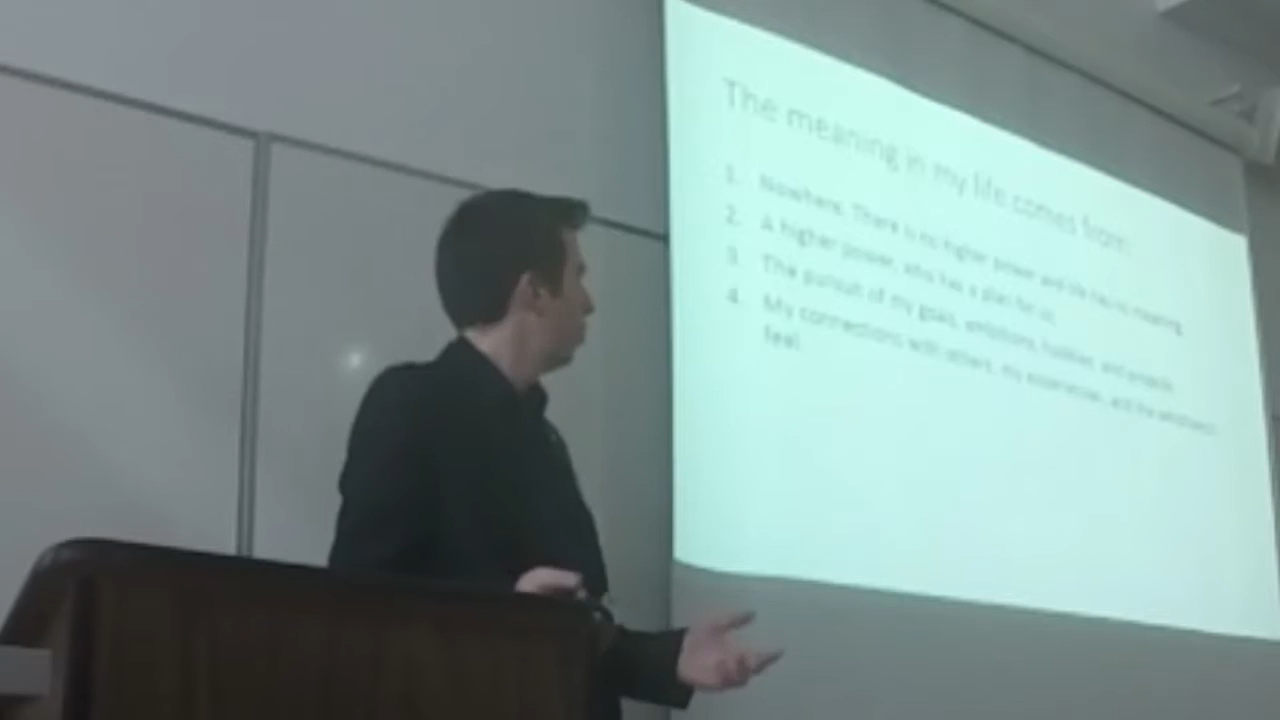 The meaning in my life comes from
1. Nowhere. There is no higher power and life has no meaning.
2. A higher power, who has a plan for us.
3. The pursuit of my goals, ambitions, hobbies, and projects.
4. My connections with others, my experiences, and the emotions I
feel.